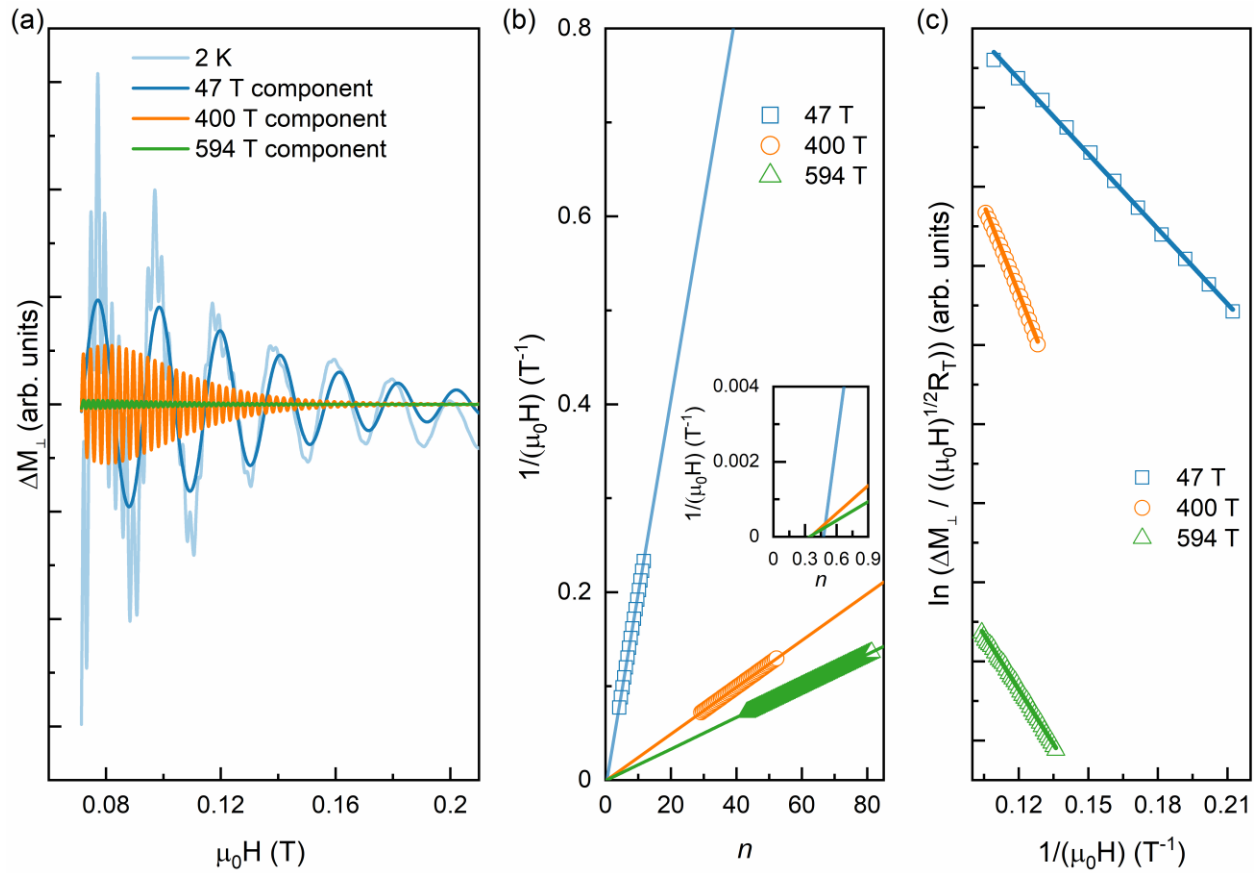 (a)
2 K
47 T component
400 T component
594 T component
ΔM⊥ (arb. units)
0.08 0.12 0.16 0.2
μ₀H (T)
(b)
0.8
0.6
0.4
0.2
0
1/(μ₀H) (T⁻¹)
47 T
400 T
594 T
0.004
0.002
0
1/(μ₀H) (T⁻¹)
0 0.3 0.6 0.9
n
0 20 40 60 80
n
(c)
ln (ΔM⊥ / ((μ₀H)^1/2 R_T)) (arb. units)
47 T
400 T
594 T
0.12 0.15 0.18 0.21
1/(μ₀H) (T⁻¹)